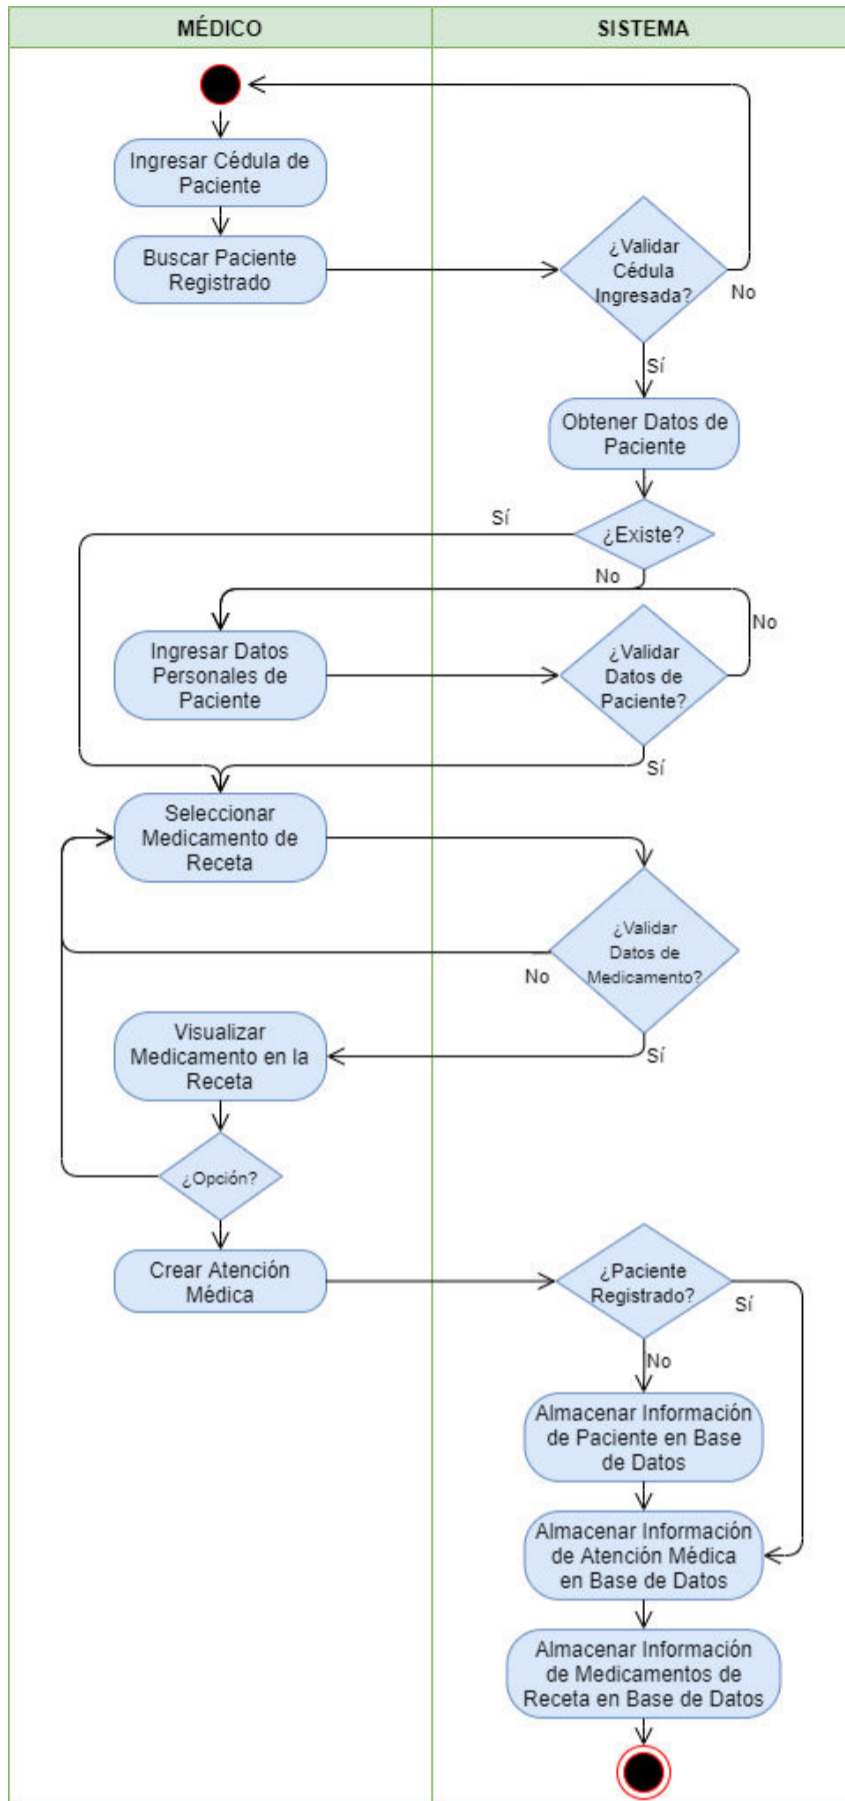 MÉDICO
SISTEMA
Ingresar Cédula de
Paciente
Buscar Paciente
Registrado
¿Validar
Cédula
Ingresada?
No
Sí
Obtener Datos de
Paciente
Sí
¿Existe?
No
Ingresar Datos
Personales de
Paciente
¿Validar
Datos de
Paciente?
No
Sí
Seleccionar
Medicamento de
Receta
¿Validar
Datos de
Medicamento?
No
Sí
Visualizar
Medicamento en la
Receta
¿Opción?
Crear Atención
Médica
¿Paciente
Registrado?
Sí
No
Almacenar Información
de Paciente en Base
de Datos
Almacenar Información
de Atención Médica
en Base de Datos
Almacenar Información
de Medicamentos de
Receta en Base de Datos